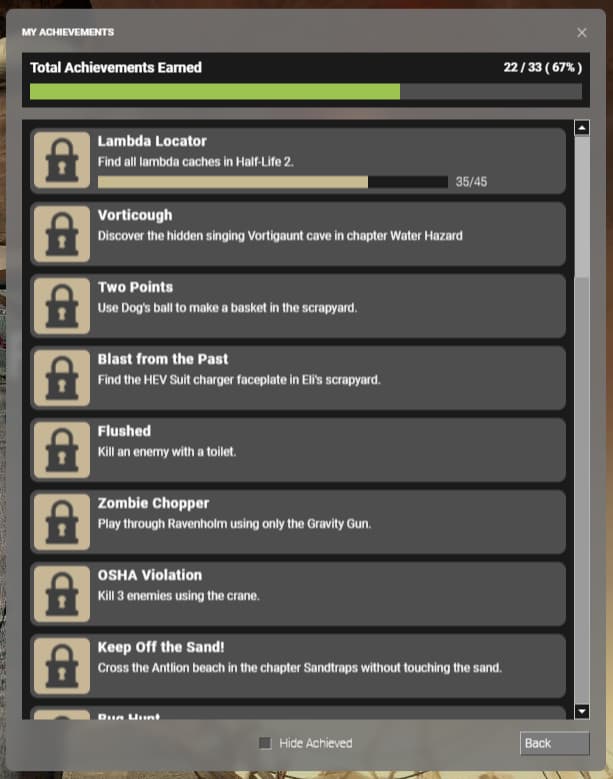 MY ACHIEVEMENTS
Total Achievements Earned 22 / 33 ( 67% )
Lambda Locator
Find all lambda caches in Half-Life 2.
35/45
Vorticough
Discover the hidden singing Vortigaunt cave in chapter Water Hazard
Two Points
Use Dog's ball to make a basket in the scrapyard.
Blast from the Past
Find the HEV Suit charger faceplate in Eli's scrapyard.
Flushed
Kill an enemy with a toilet.
Zombie Chopper
Play through Ravenholm using only the Gravity Gun.
OSHA Violation
Kill 3 enemies using the crane.
Keep Off the Sand!
Cross the Antlion beach in the chapter Sandtraps without touching the sand.
Bug Hunt
Hide Achieved
Back